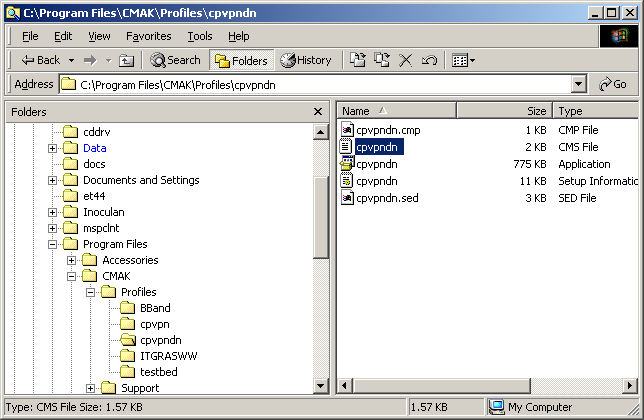 C:\Program Files\CMAK\Profiles\cpvpndn
File Edit View Favorites Tools Help
Back Search Folders History
Address C:\Program Files\CMAK\Profiles\cpvpndn Go
Folders
cddrv
Data
docs
Documents and Settings
et44
Inoculan
mspclnt
Program Files
Accessories
CMAK
Profiles
BBand
cpvpn
cpvpndn
ITGRASWW
testbed
Support
Name Size Type
cpvpndn.cmp 1 KB CMP File
cpvpndn 2 KB CMS File
cpvpndn 775 KB Application
cpvpndn 11 KB Setup Informatio
cpvpndn.sed 3 KB SED File
Type: CMS File Size: 1.57 KB 1.57 KB My Computer